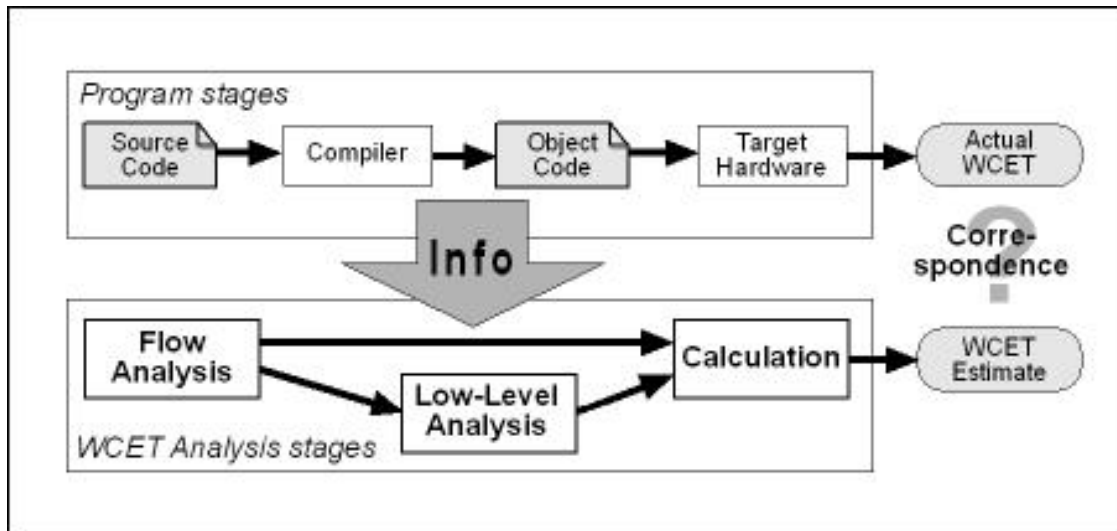 Program stages
Source
Code
Compiler
Object
Code
Target
Hardware
Actual
WCET
Info
?
Corre-
spondence
Flow
Analysis
Low-Level
Analysis
Calculation
WCET
Estimate
WCET Analysis stages